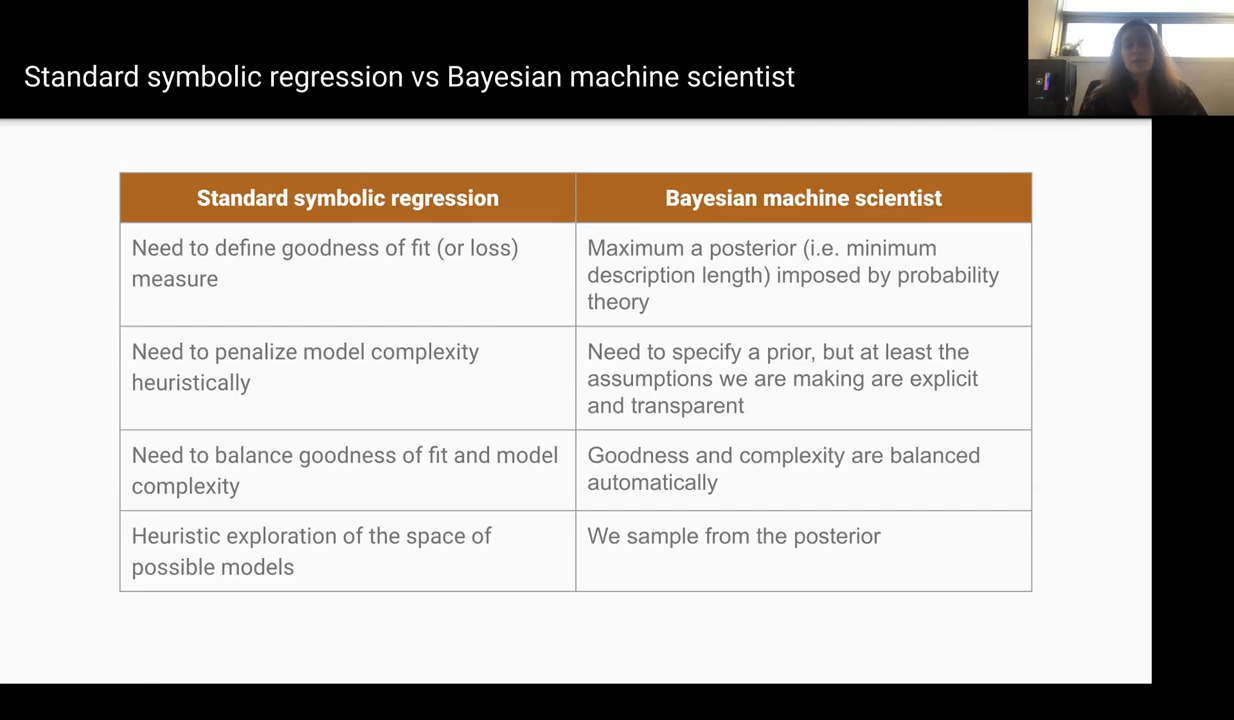 Standard symbolic regression vs Bayesian machine scientist
Standard symbolic regression
Bayesian machine scientist
Need to define goodness of fit (or loss)
measure
Maximum a posterior (i.e. minimum
description length) imposed by probability
theory
Need to penalize model complexity
heuristically
Need to specify a prior, but at least the
assumptions we are making are explicit
and transparent
Need to balance goodness of fit and model
complexity
Goodness and complexity are balanced
automatically
Heuristic exploration of the space of
possible models
We sample from the posterior